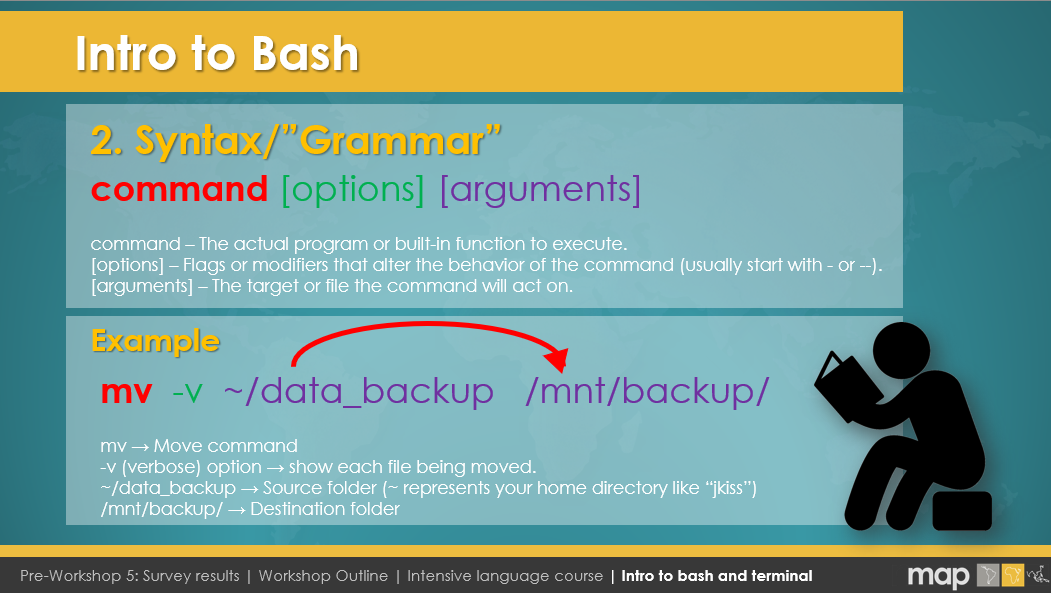 Intro to Bash
2. Syntax/”Grammar”
command [options] [arguments]
command – The actual program or built-in function to execute.
[options] – Flags or modifiers that alter the behavior of the command (usually start with - or --).
[arguments] – The target or file the command will act on.
Example
mv -v ~/data_backup /mnt/backup/
mv → Move command
-v (verbose) option → show each file being moved.
~/data_backup → Source folder (~ represents your home directory like “jkiss”)
/mnt/backup/ → Destination folder
Pre-Workshop 5: Survey results | Workshop Outline | Intensive language course | Intro to bash and terminal
map